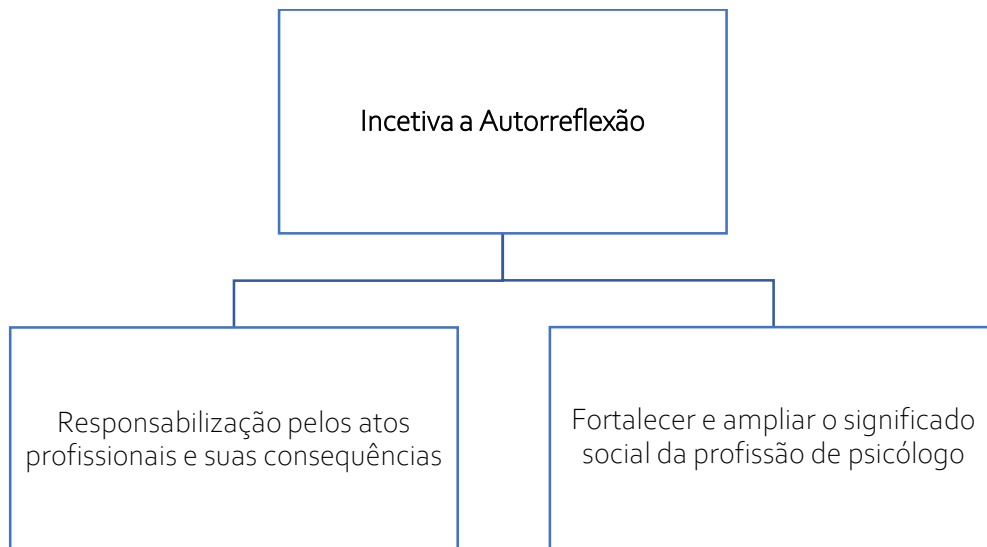 Incetiva a Autorreflexão
Responsabilização pelos atos
profissionais e suas consequências
Fortalecer e ampliar o significado
social da profissão de psicólogo